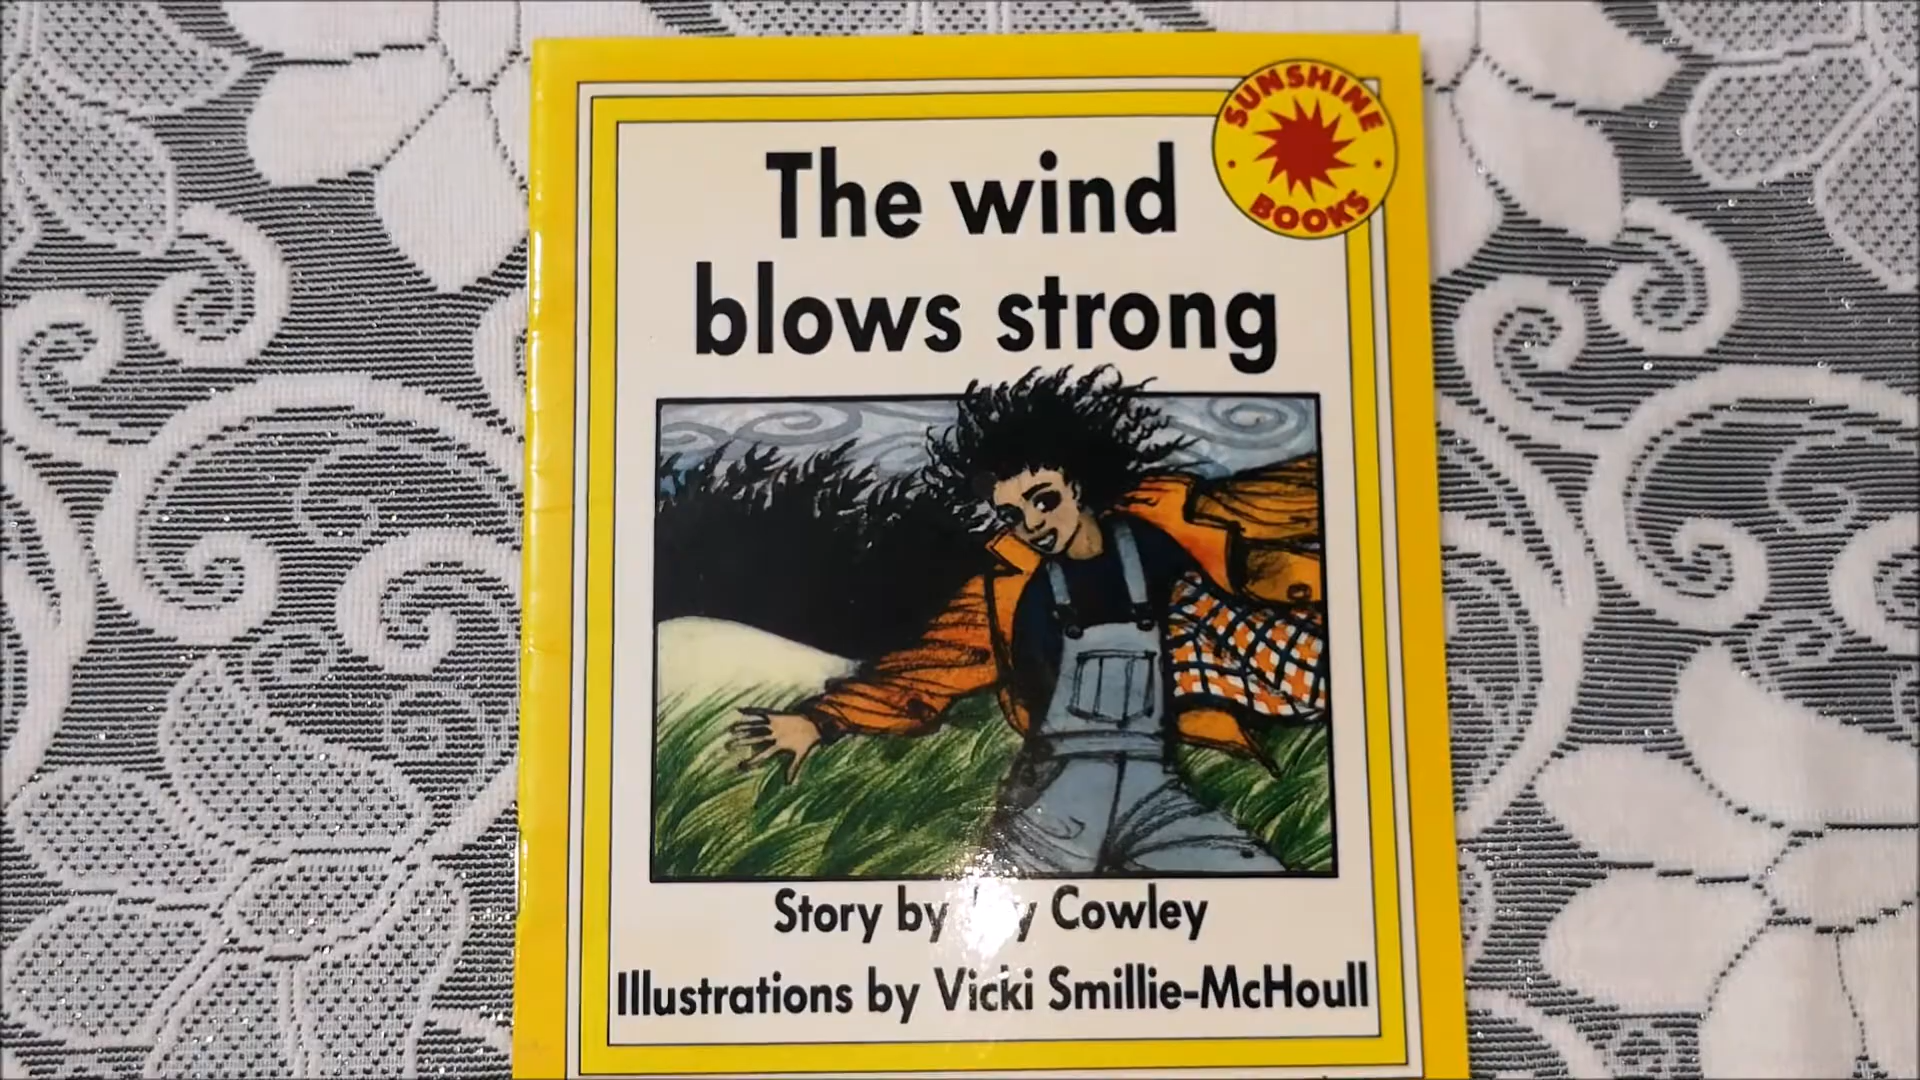 SUNSHINE
BOOKS
The wind
blows strong
Story by Cowley
Illustrations by Vicki Smillie-McHoull